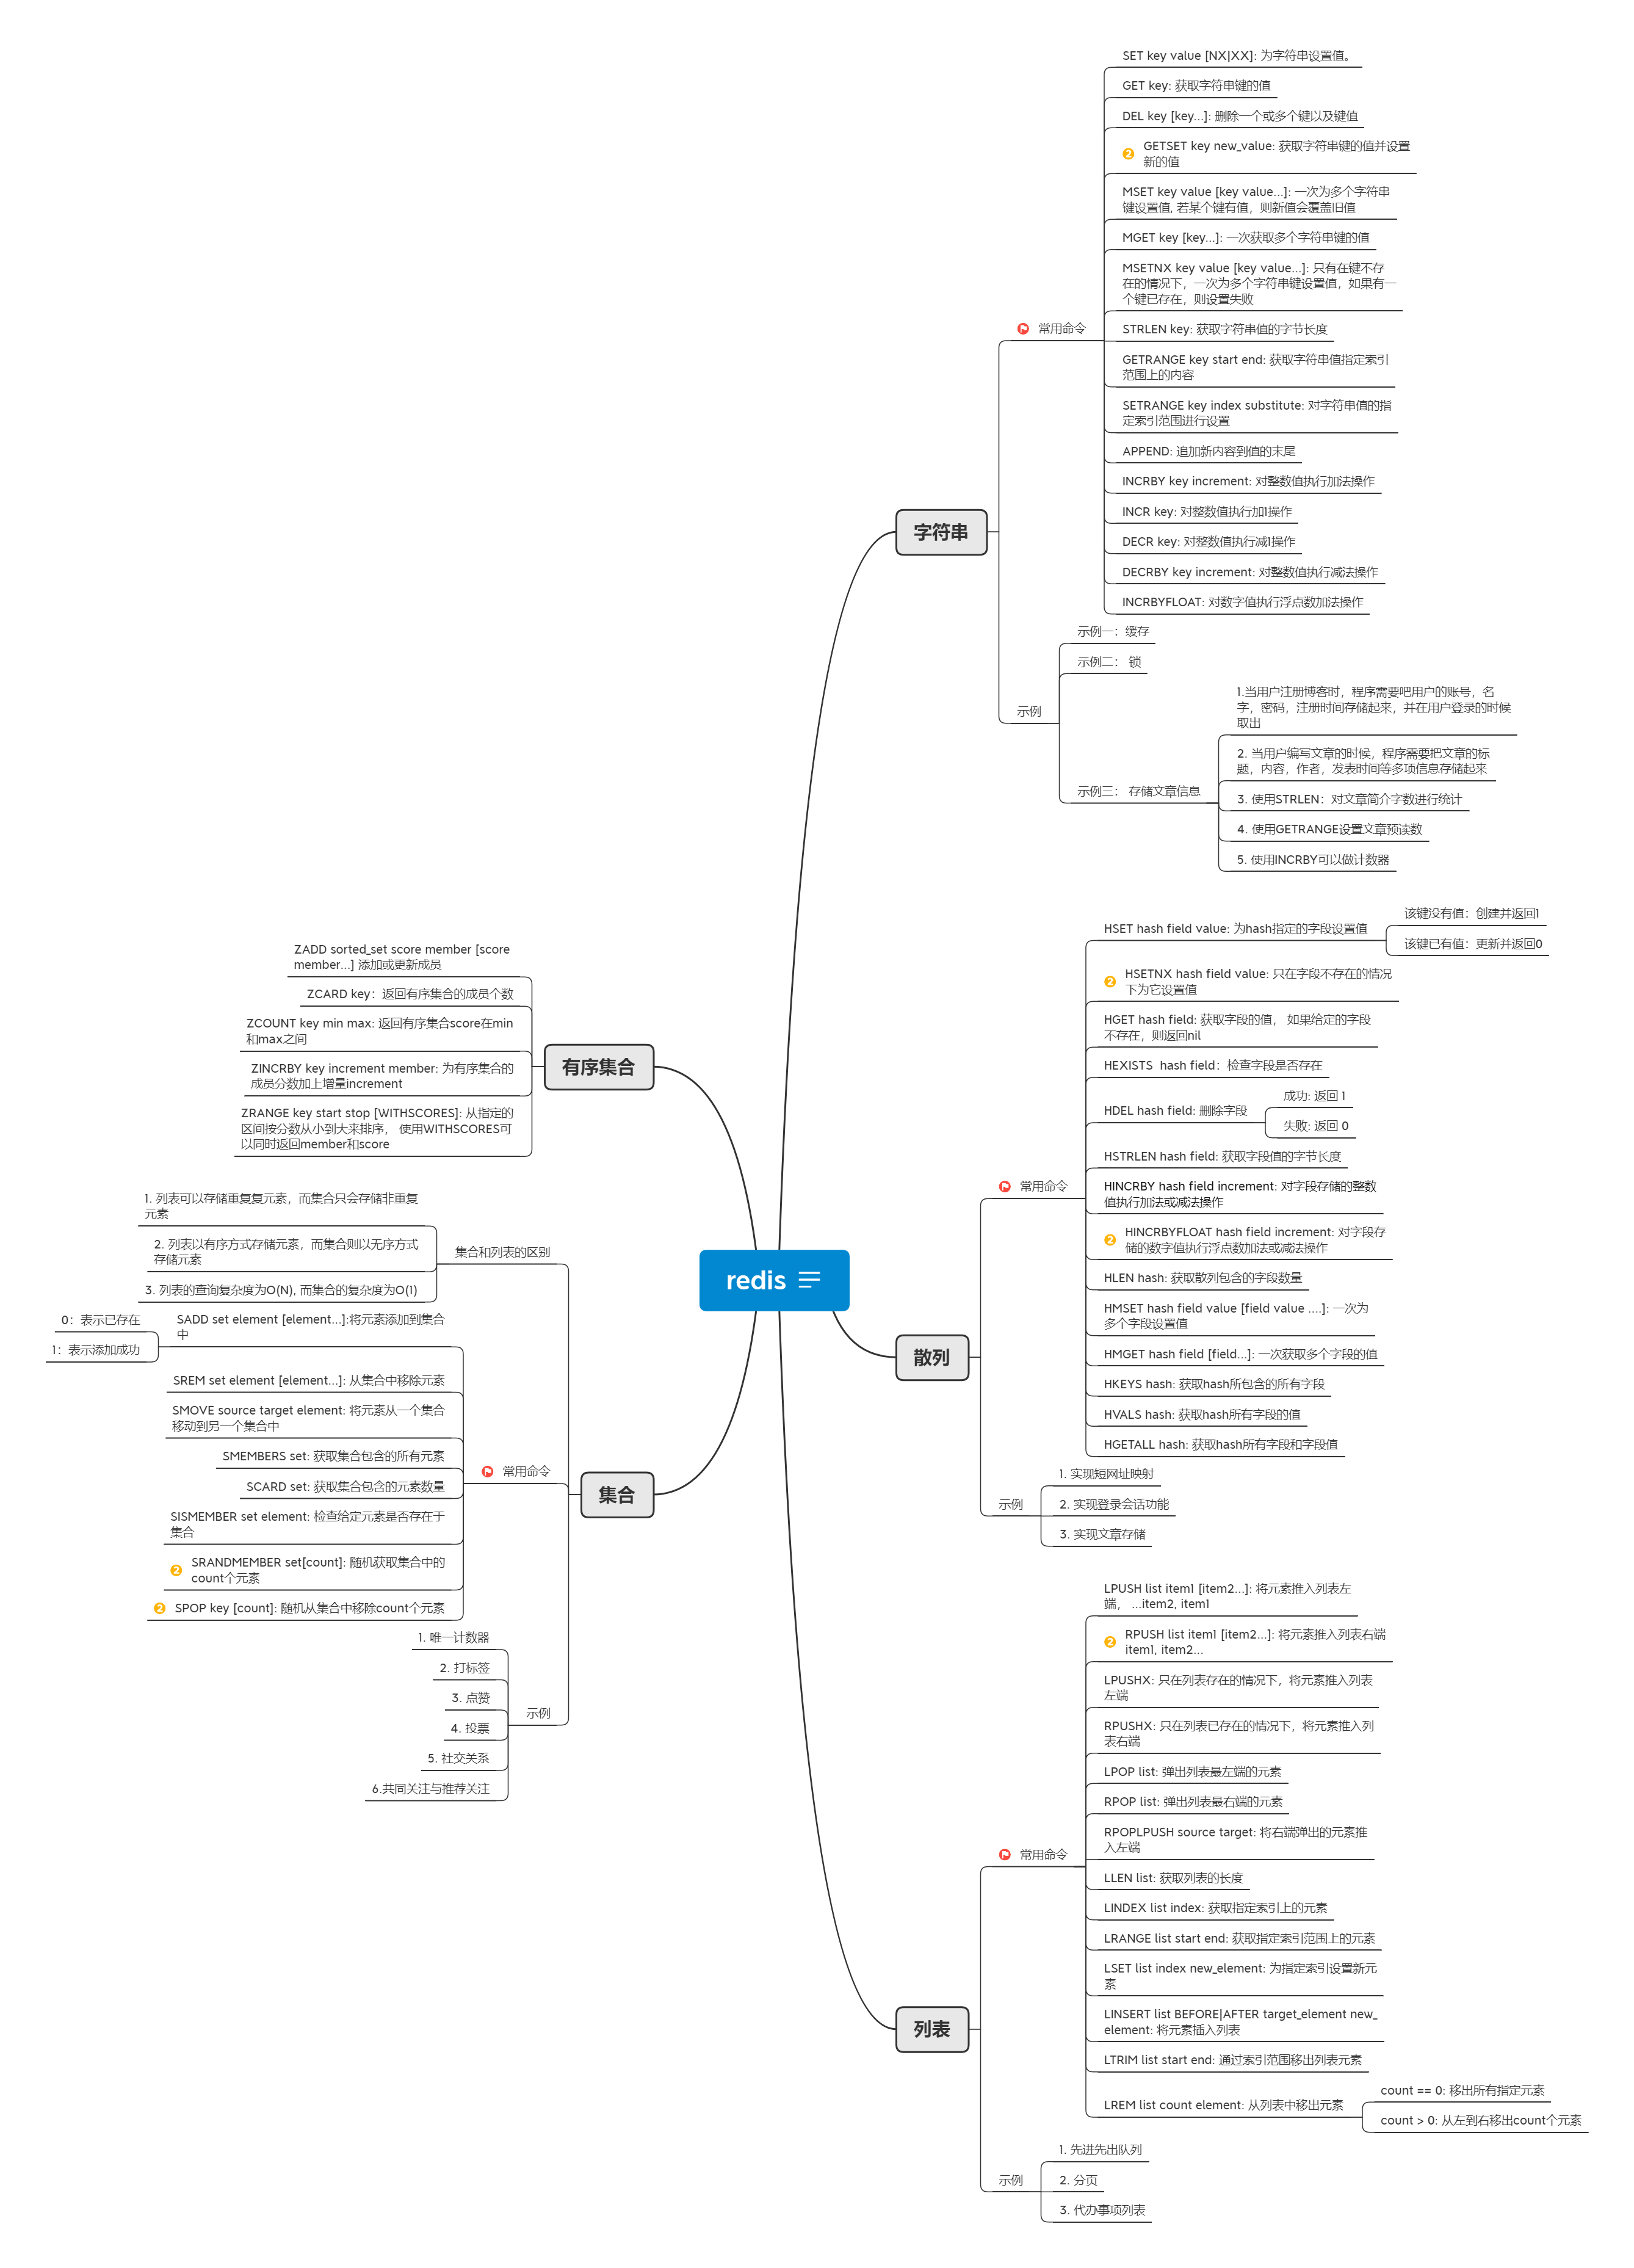 redis
字符串
常用命令
SET key value [NX|XX]: 为字符串设置值。
GET key: 获取字符串键的值
DEL key [key...]: 删除一个或多个键以及键值
2
GETSET key new_value: 获取字符串键的值并设置
新的值
MSET key value [key value...]: 一次为多个字符串
键设置值, 若某个键有值，则新值会覆盖旧值
MGET key [key...]: 一次获取多个字符串键的值
MSETNX key value [key value...]: 只有在键不存
在的情况下，一次为多个字符串键设置值，如果有一
个键已存在，则设置失败
STRLEN key: 获取字符串值的字节长度
GETRANGE key start end: 获取字符串值指定索引
范围上的内容
SETRANGE key index substitute: 对字符串值的指
定索引范围进行设置
APPEND: 追加新内容到值的末尾
INCRBY key increment: 对整数值执行加法操作
INCR key: 对整数值执行加1操作
DECR key: 对整数值执行减1操作
DECRBY key increment: 对整数值执行减法操作
INCRBYFLOAT: 对数字值执行浮点数加法操作
示例
示例一：缓存
示例二： 锁
示例三： 存储文章信息
1.当用户注册博客时，程序需要吧用户的账号，名
字，密码，注册时间存储起来，并在用户登录的时候
取出
2. 当用户编写文章的时候，程序需要把文章的标
题，内容，作者，发表时间等多项信息存储起来
3. 使用STRLEN：对文章简介字数进行统计
4. 使用GETRANGE设置文章预读数
5. 使用INCRBY可以做计数器
散列
常用命令
HSET hash field value: 为hash指定的字段设置值
该键没有值：创建并返回1
该键已有值：更新并返回0
2
HSETNX hash field value: 只在字段不存在的情况
下为它设置值
HGET hash field: 获取字段的值， 如果给定的字段
不存在，则返回nil
HEXISTS  hash field：检查字段是否存在
HDEL hash field: 删除字段
成功: 返回 1
失败: 返回 0
HSTRLEN hash field: 获取字段值的字节长度
HINCRBY hash field increment: 对字段存储的整数
值执行加法或减法操作
2
HINCRBYFLOAT hash field increment: 对字段存
储的数字值执行浮点数加法或减法操作
HLEN hash: 获取散列包含的字段数量
HMSET hash field value [field value ....]: 一次为
多个字段设置值
HMGET hash field [field...]: 一次获取多个字段的值
HKEYS hash: 获取hash所包含的所有字段
HVALS hash: 获取hash所有字段的值
HGETALL hash: 获取hash所有字段和字段值
示例
1. 实现短网址映射
2. 实现登录会话功能
3. 实现文章存储
列表
常用命令
LPUSH list item1 [item2...]: 将元素推入列表左
端， ...item2, item1
2
RPUSH list item1 [item2...]: 将元素推入列表右端
item1, item2...
LPUSHX: 只在列表存在的情况下，将元素推入列表
左端
RPUSHX: 只在列表已存在的情况下，将元素推入列
表右端
LPOP list: 弹出列表最左端的元素
RPOP list: 弹出列表最右端的元素
RPOPLPUSH source target: 将右端弹出的元素推
入左端
LLEN list: 获取列表的长度
LINDEX list index: 获取指定索引上的元素
LRANGE list start end: 获取指定索引范围上的元素
LSET list index new_element: 为指定索引设置新元
素
LINSERT list BEFORE|AFTER target_element new_
element: 将元素插入列表
LTRIM list start end: 通过索引范围移出列表元素
LREM list count element: 从列表中移出元素
count == 0: 移出所有指定元素
count > 0: 从左到右移出count个元素
示例
1. 先进先出队列
2. 分页
3. 代办事项列表
有序集合
ZADD sorted_set score member [score
member...] 添加或更新成员
ZCARD key：返回有序集合的成员个数
ZCOUNT key min max: 返回有序集合score在min
和max之间
ZINCRBY key increment member: 为有序集合的
成员分数加上增量increment
ZRANGE key start stop [WITHSCORES]: 从指定的
区间按分数从小到大来排序， 使用WITHSCORES可
以同时返回member和score
集合
集合和列表的区别
1. 列表可以存储重复复元素，而集合只会存储非重复
元素
2. 列表以有序方式存储元素，而集合则以无序方式
存储元素
3. 列表的查询复杂度为O(N), 而集合的复杂度为O(1)
常用命令
SADD set element [element...]:将元素添加到集合
中
0：表示已存在
1：表示添加成功
SREM set element [element...]: 从集合中移除元素
SMOVE source target element: 将元素从一个集合
移动到另一个集合中
SMEMBERS set: 获取集合包含的所有元素
SCARD set: 获取集合包含的元素数量
SISMEMBER set element: 检查给定元素是否存在于
集合
2
SRANDMEMBER set[count]: 随机获取集合中的
count个元素
2
SPOP key [count]: 随机从集合中移除count个元素
示例
1. 唯一计数器
2. 打标签
3. 点赞
4. 投票
5. 社交关系
6.共同关注与推荐关注